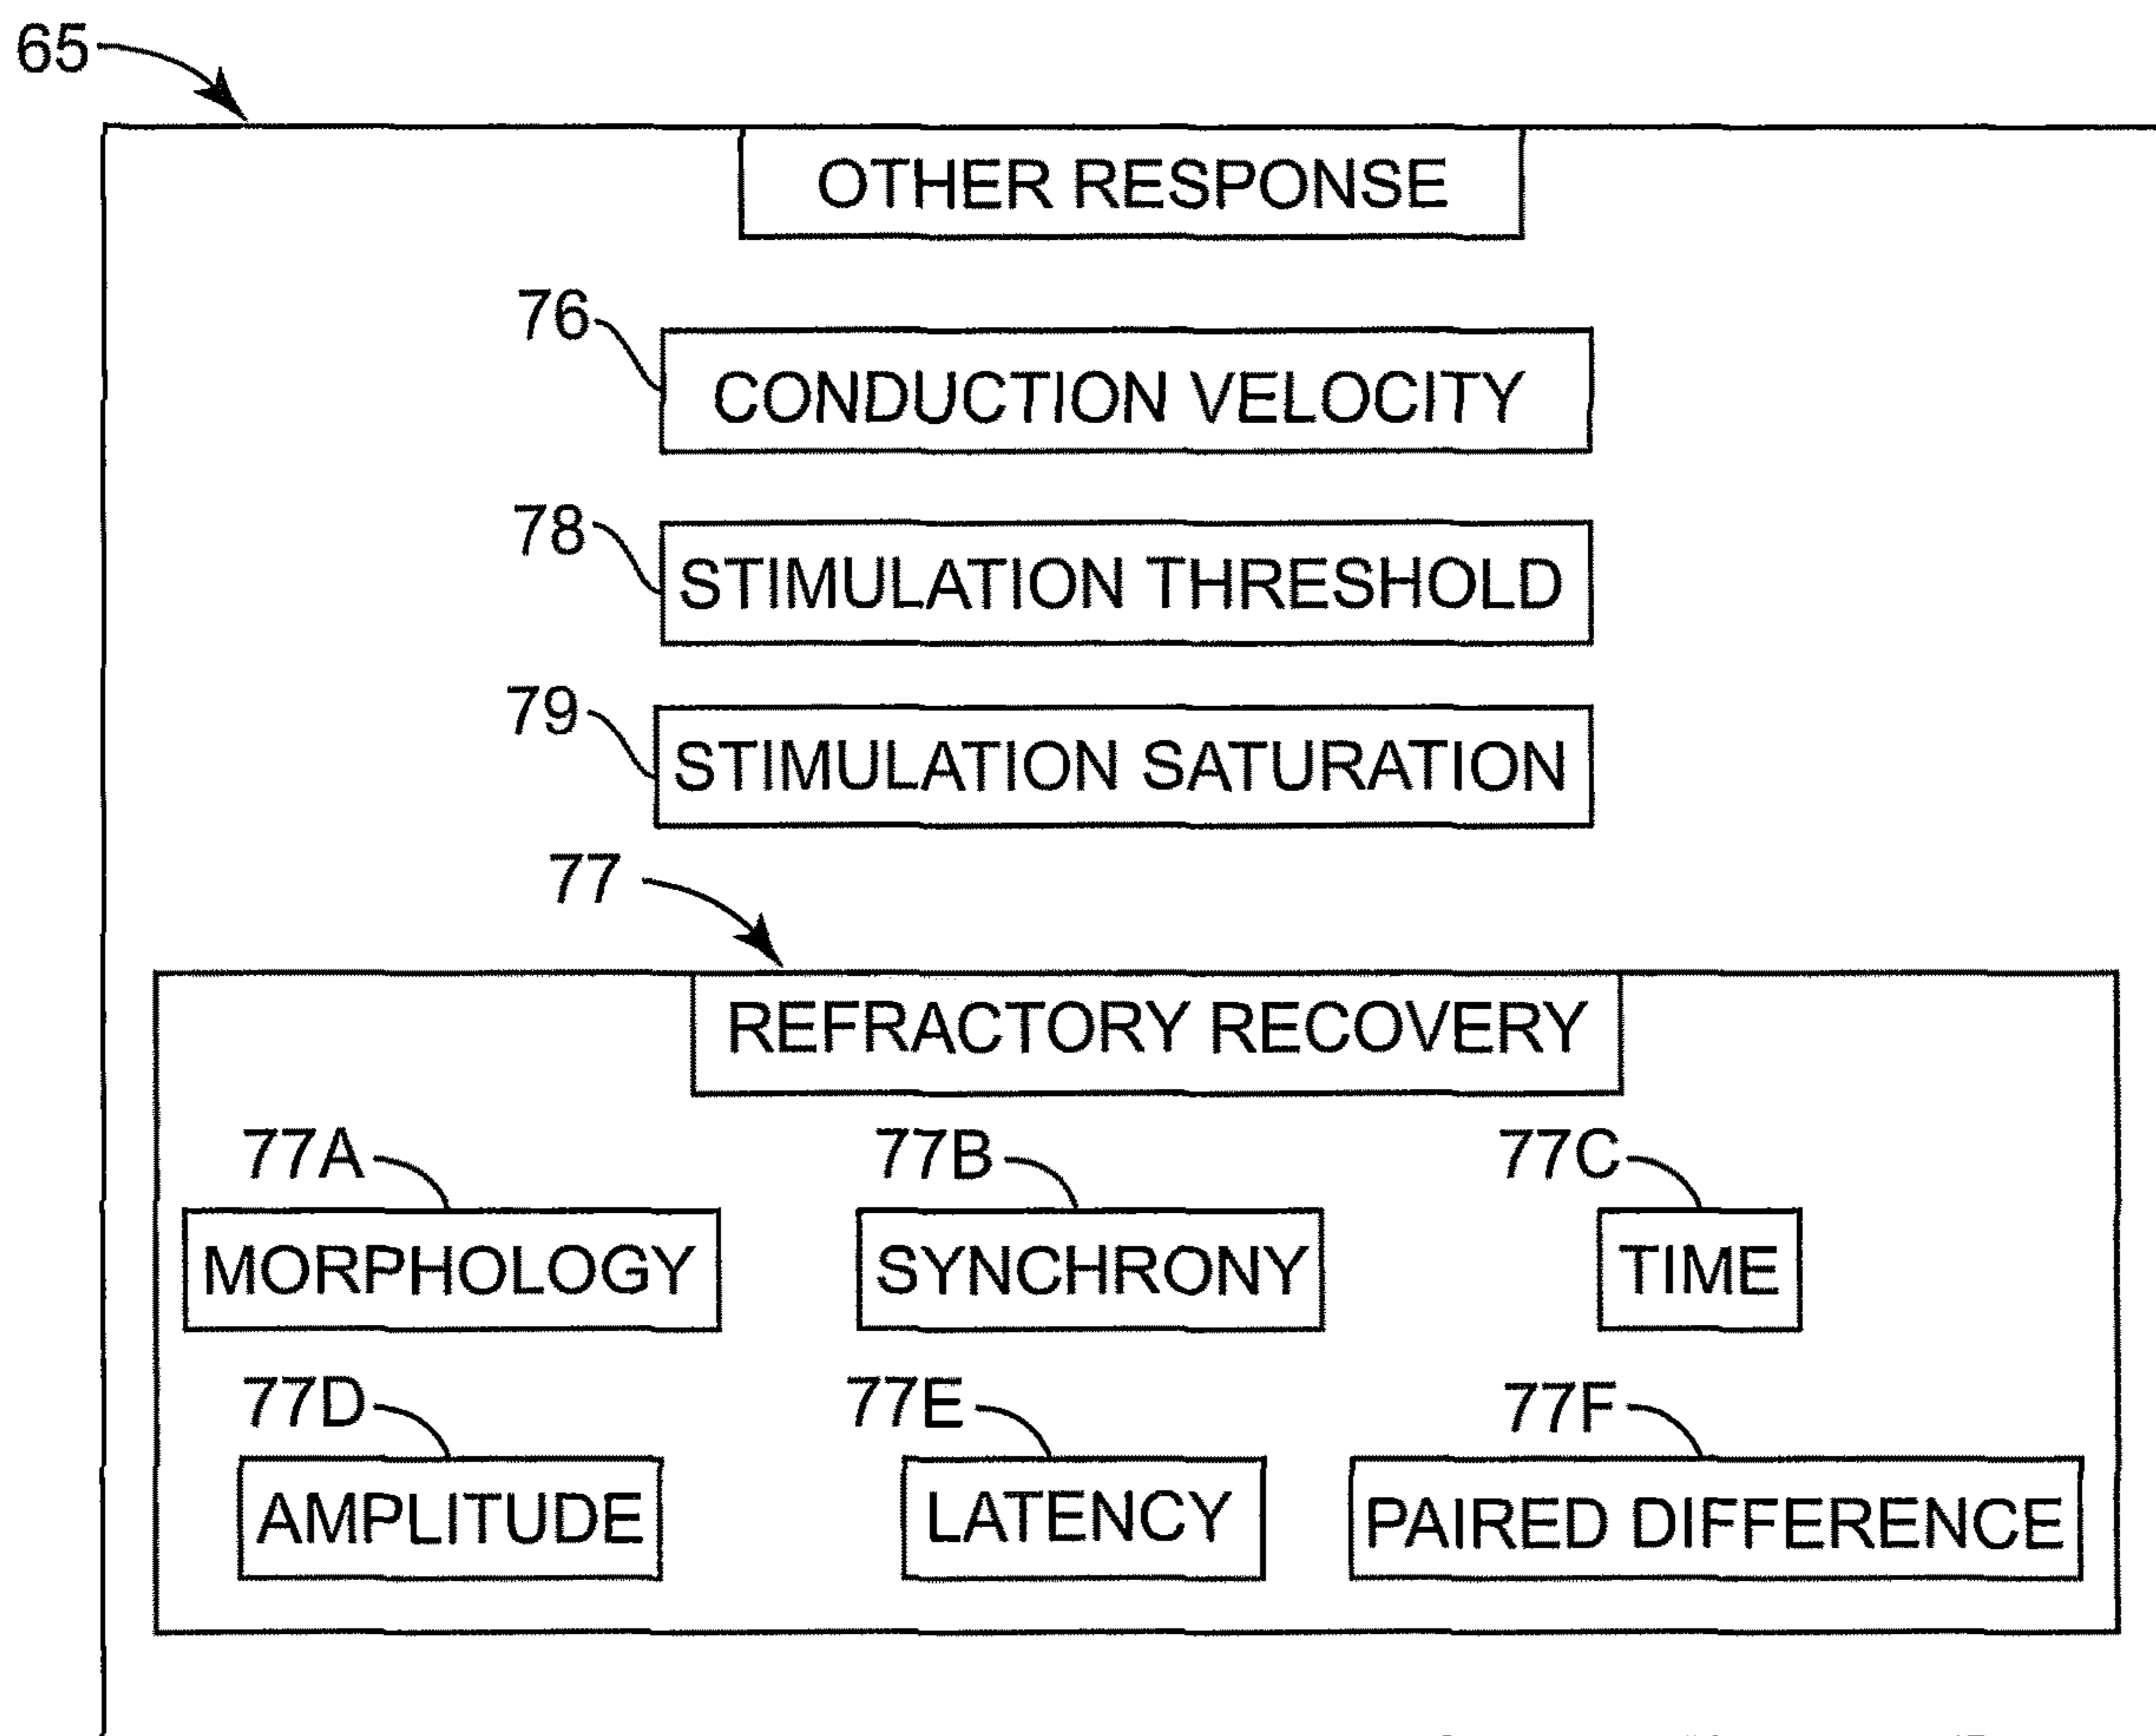 65
OTHER RESPONSE
76
CONDUCTION VELOCITY
78
STIMULATION THRESHOLD
79
STIMULATION SATURATION
77
REFRACTORY RECOVERY
77A 77B 77C
MORPHOLOGY SYNCHRONY TIME
77D 77E 77F
AMPLITUDE LATENCY PAIRED DIFFERENCE